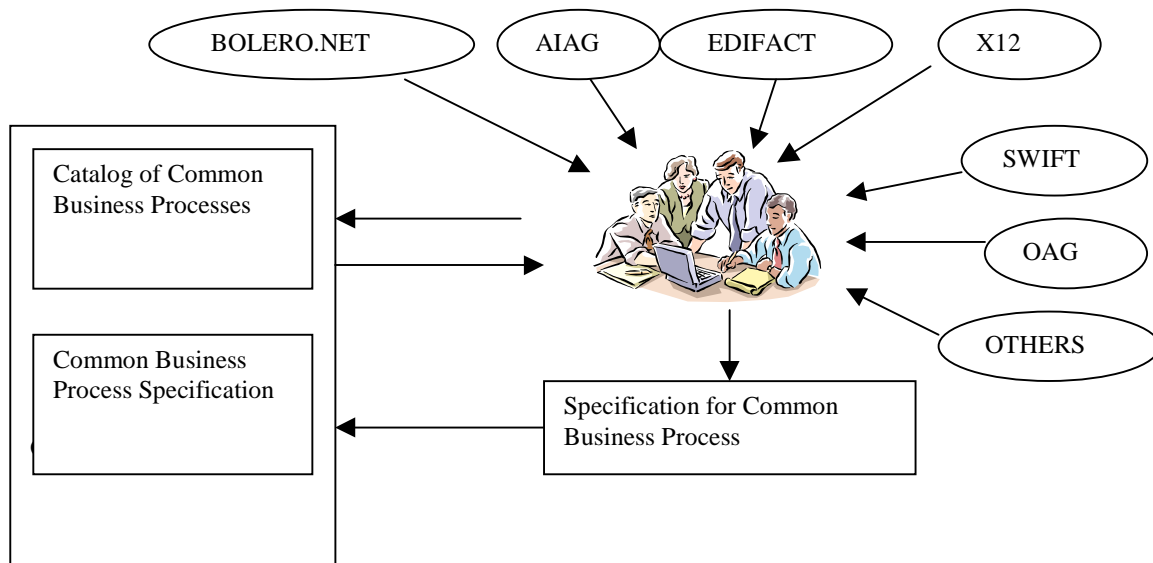 BOLERO.NET
AIAG
EDIFACT
X12
SWIFT
OAG
OTHERS
Catalog of Common
Business Processes
Common Business
Process Specification
Specification for Common
Business Process